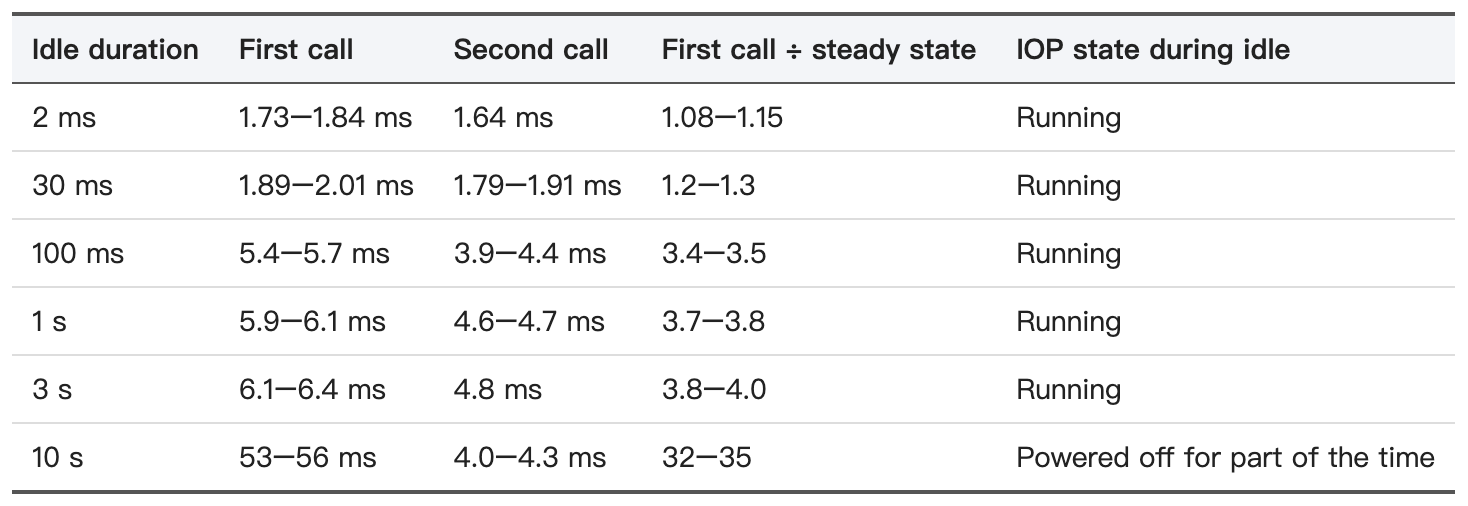 Idle duration First call Second call First call ÷ steady state IOP state during idle
2 ms 1.73—1.84 ms 1.64 ms 1.08—1.15 Running
30 ms 1.89—2.01 ms 1.79—1.91 ms 1.2—1.3 Running
100 ms 5.4—5.7 ms 3.9—4.4 ms 3.4—3.5 Running
1 s 5.9—6.1 ms 4.6—4.7 ms 3.7—3.8 Running
3 s 6.1—6.4 ms 4.8 ms 3.8—4.0 Running
10 s 53—56 ms 4.0—4.3 ms 32—35 Powered off for part of the time